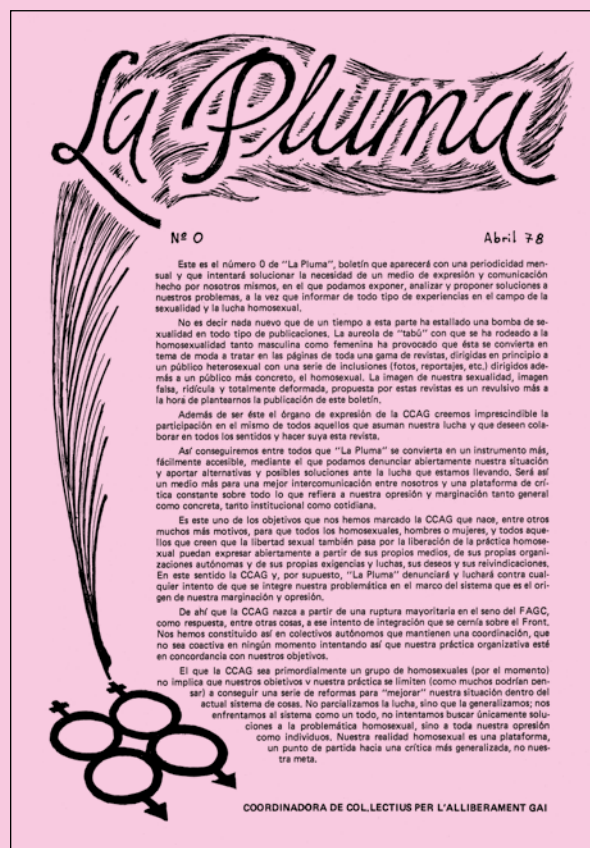 La Pluma
Nº 0
Abril 78
Este es el número 0 de "La Pluma", boletín que aparecerá con una periodicidad men-
sual y que intentará solucionar la necesidad de un medio de expresión y comunicación
hecho por nosotros mismos, en el que podamos exponer, analizar y proponer soluciones a
nuestros problemas, a la vez que informar de todo tipo de experiencias en el campo de la
sexualidad y la lucha homosexual.
No es decir nada nuevo que de un tiempo a esta parte ha estallado una bomba de se-
xualidad en todo tipo de publicaciones. La aureola de "tabú" con que se ha rodeado a la
homosexualidad tanto masculina como femenina ha provocado que ésta se convierta en
tema de moda a tratar en las páginas de toda una gama de revistas, dirigidas en principio a
un público heterosexual con una serie de inclusiones (fotos, reportajes, etc.) dirigidos ade-
más a un público más concreto, el homosexual. La imagen de nuestra sexualidad, imagen
falsa, ridícula y totalmente deformada, propuesta por estas revistas es un revulsivo más a
la hora de plantearnos la publicación de este boletín.
Además de ser éste el órgano de expresión de la CCAG creemos imprescindible la
participación en el mismo de todos aquellos que asuman nuestra lucha y que deseen cola-
borar en todos los sentidos y hacer suya esta revista.
Así conseguiremos entre todos que "La Pluma" se convierta en un instrumento más,
fácilmente accesible, mediante el que podamos denunciar abiertamente nuestra situación
y aportar alternativas y posibles soluciones ante la lucha que estamos llevando. Será así
un medio más para una mejor intercomunicación entre nosotros y una plataforma de crí-
tica constante sobre todo lo que refiera a nuestra opresión y marginación tanto general
como concreta, tanto institucional como cotidiana.
Es este uno de los objetivos que nos hemos marcado la CCAG que nace, entre otros
muchos más motivos, para que todos los homosexuales, hombres o mujeres, y todos aque-
llos que creen que la libertad sexual también pasa por la liberación de la práctica homose-
xual puedan expresar abiertamente a partir de sus propios medios, de sus propias organi-
zaciones autónomas y de sus propias exigencias y luchas, sus deseos y sus reivindicaciones.
En este sentido la CCAG y, por supuesto, "La Pluma" denunciará y luchará contra cual-
quier intento de que se integre nuestra problemática en el marco del sistema que es el ori-
gen de nuestra marginación y opresión.
De ahí que la CCAG nazca a partir de una ruptura mayoritaria en el seno del FAGC,
como respuesta, entre otras cosas, a ese intento de integración que se cernía sobre el Front.
Nos hemos constituido así en colectivos autónomos que mantienen una coordinación, que
no sea coactiva en ningún momento intentando así que nuestra práctica organizative esté
en concordancia con nuestros objetivos.
El que la CCAG sea primordialmente un grupo de homosexuales (por el momento)
no implica que nuestros objetivos y nuestra práctica se limiten (como muchos podrían pen-
sar) a conseguir una serie de reformas para "mejorar" nuestra situación dentro del
actual sistema de cosas. No parcializamos la lucha, sino que la generalizamos; nos
enfrentamos al sistema como un todo, no intentamos buscar únicamente solu-
ciones a la problemática homosexual, sino a toda nuestra opresión
como individuos. Nuestra realidad homosexual es una plataforma,
un punto de partida hacia una crítica más generalizada, no nues-
tra meta.
COORDINADORA DE COL.LECTIUS PER L'ALLIBERAMENT GAI